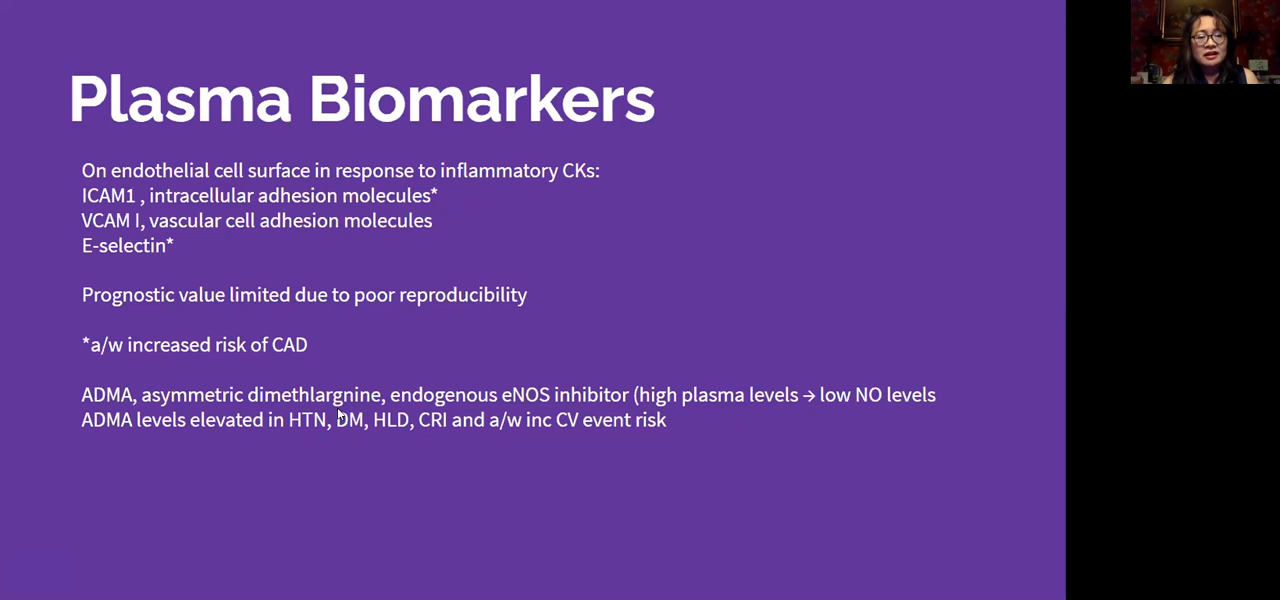 Plasma Biomarkers
On endothelial cell surface in response to inflammatory CKs:
ICAM1 , intracellular adhesion molecules*
VCAM I, vascular cell adhesion molecules
E-selectin*
Prognostic value limited due to poor reproducibility
*a/w increased risk of CAD
ADMA, asymmetric dimethlargnine, endogenous eNOS inhibitor (high plasma levels → low NO levels
ADMA levels elevated in HTN, DM, HLD, CRI and a/w inc CV event risk